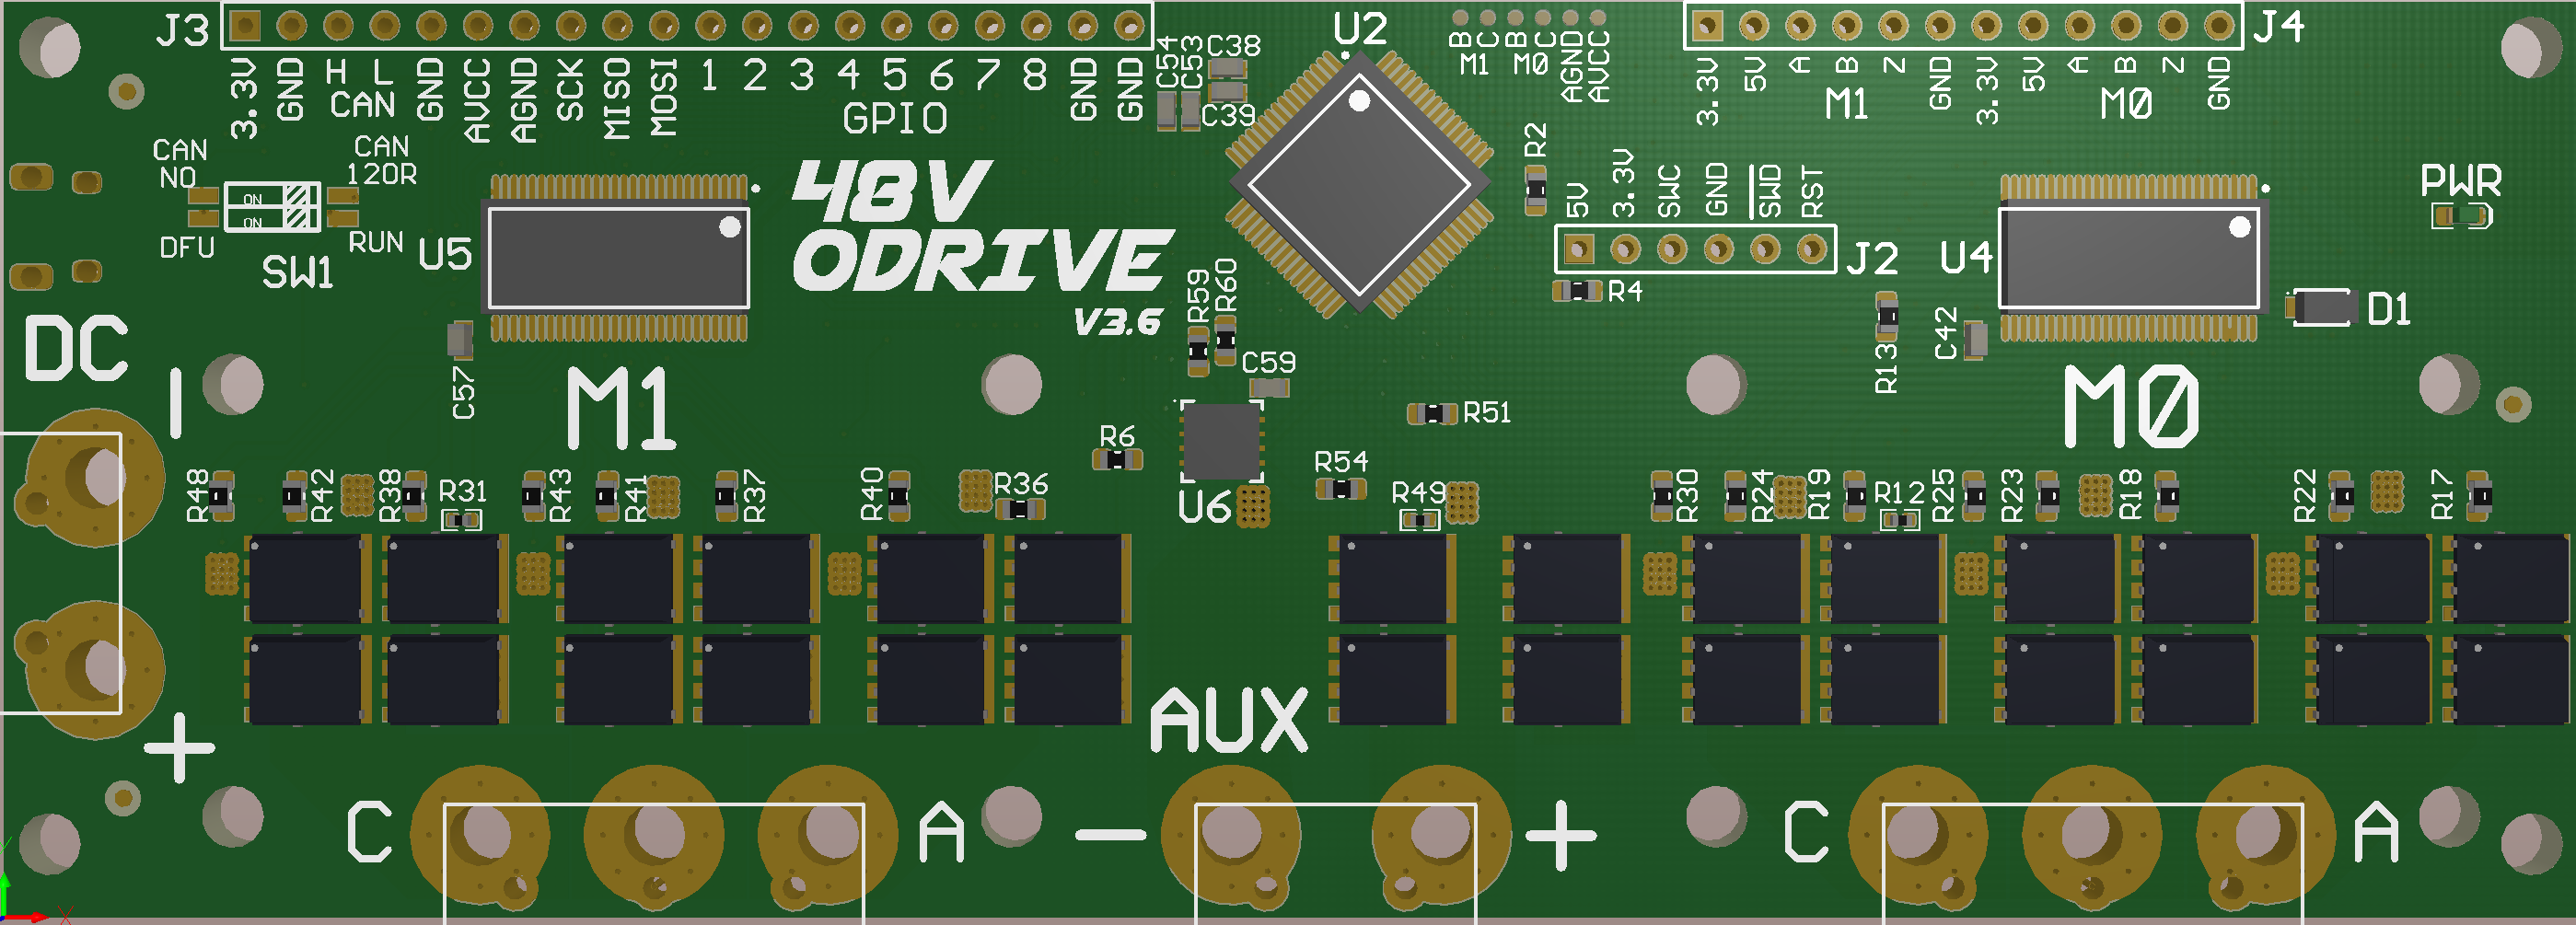 J3
3.3V GND H L GND AVCC AGND SCK MISO MOSI 1 2 3 4 5 6 7 8 GND GND
CAN
GPIO
C54 C53 C38
C39
U2
B C B C AGND AVCC
M1 M0
J4
3.3V 5V A B Z GND 3.3V 5V A B Z GND
M1 M0
CAN NO
CAN 120R
ON
ON
DFU
RUN
SW1
U5
48V
ODRIVE
V3.6
R2
5V 3.3V SWC GND SWD RST
J2
R4
U4
PWR
D1
DC
-
C57
M1
R59 R60
C59
R13
C42
M0
R51
R6
U6
R54
R49
R48 R42 R38 R31 R43 R41 R37 R40 R36
R30 R24 R19 R12 R25 R23 R18 R22 R17
+
AUX
C A - + C A
Y
X